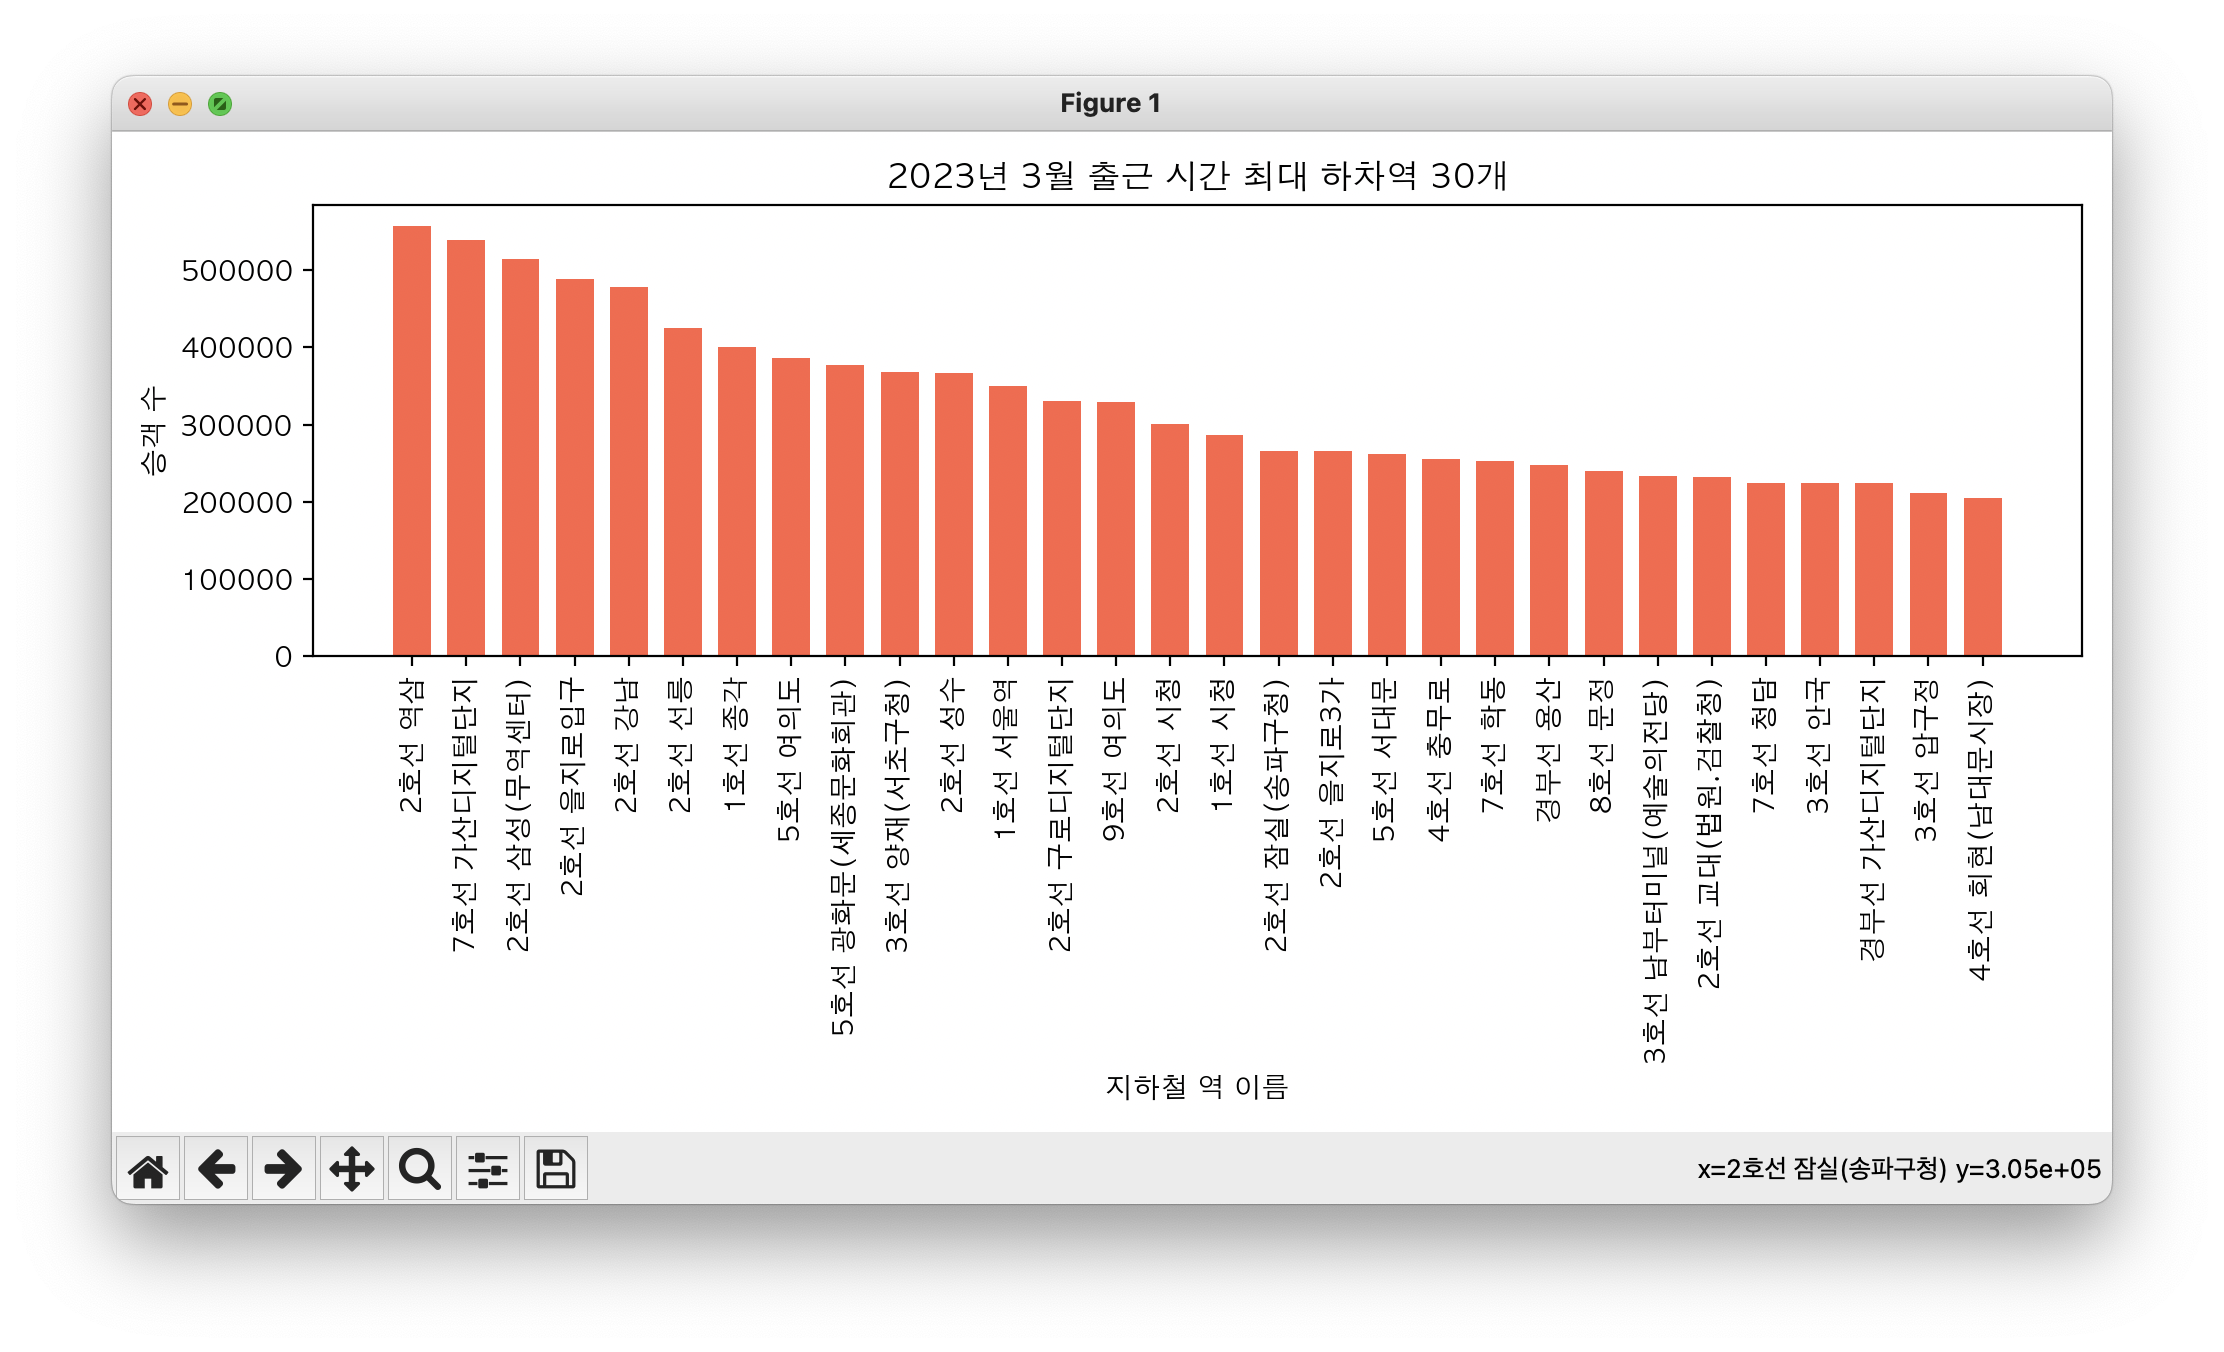 Figure 1
2023년 3월 출근 시간 최대 하차역 30개
승객 수
500000
400000
300000
200000
100000
0
2호선 역삼
7호선 가산디지털단지
2호선 삼성(무역센터)
2호선 을지로입구
2호선 강남
2호선 선릉
1호선 종각
5호선 여의도
5호선 광화문(세종문화회관)
3호선 양재(서초구청)
2호선 성수
1호선 서울역
2호선 구로디지털단지
9호선 여의도
2호선 시청
1호선 시청
2호선 잠실(송파구청)
2호선 을지로3가
5호선 서대문
4호선 충무로
7호선 학동
경부선 용산
8호선 문정
3호선 남부터미널(예술의전당)
2호선 교대(법원.검찰청)
7호선 청담
3호선 안국
경부선 가산디지털단지
3호선 압구정
4호선 회현(남대문시장)
지하철 역 이름
x=2호선 잠실(송파구청) y=3.05e+05